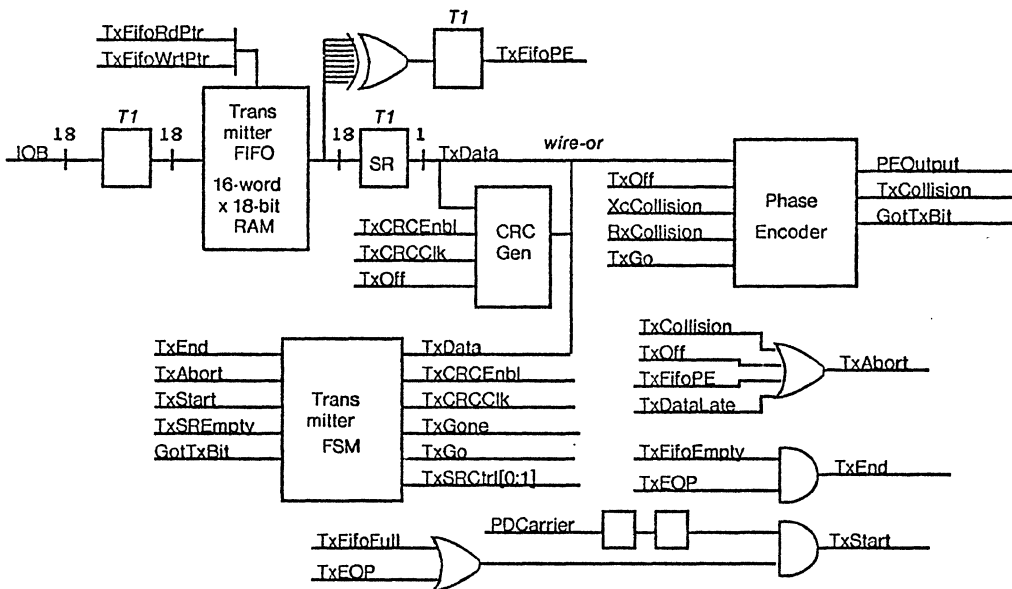 T1
TxFifoRdPtr
TxFifoWrtPtr
TxFifoPE
T1
18
18
IOB
Trans
mitter
FIFO
16-word
x 18-bit
RAM
T1
18
1
SR
TxData
wire-or
TxCRCEnbl
TxCRCClk
TxOff
CRC
Gen
TxOff
XcCollision
RxCollision
TxGo
Phase
Encoder
PEOutput
TxCollision
GotTxBit
TxEnd
TxAbort
TxStart
TxSREmpty
GotTxBit
Trans
mitter
FSM
TxData
TxCRCEnbl
TxCRCClk
TxGone
TxGo
TxSRCtrl[0:1]
TxCollision
TxOff
TxFifoPE
TxDataLate
TxAbort
TxFifoEmpty
TxEOP
TxEnd
PDCarrier
TxFifoFull
TxEOP
TxStart